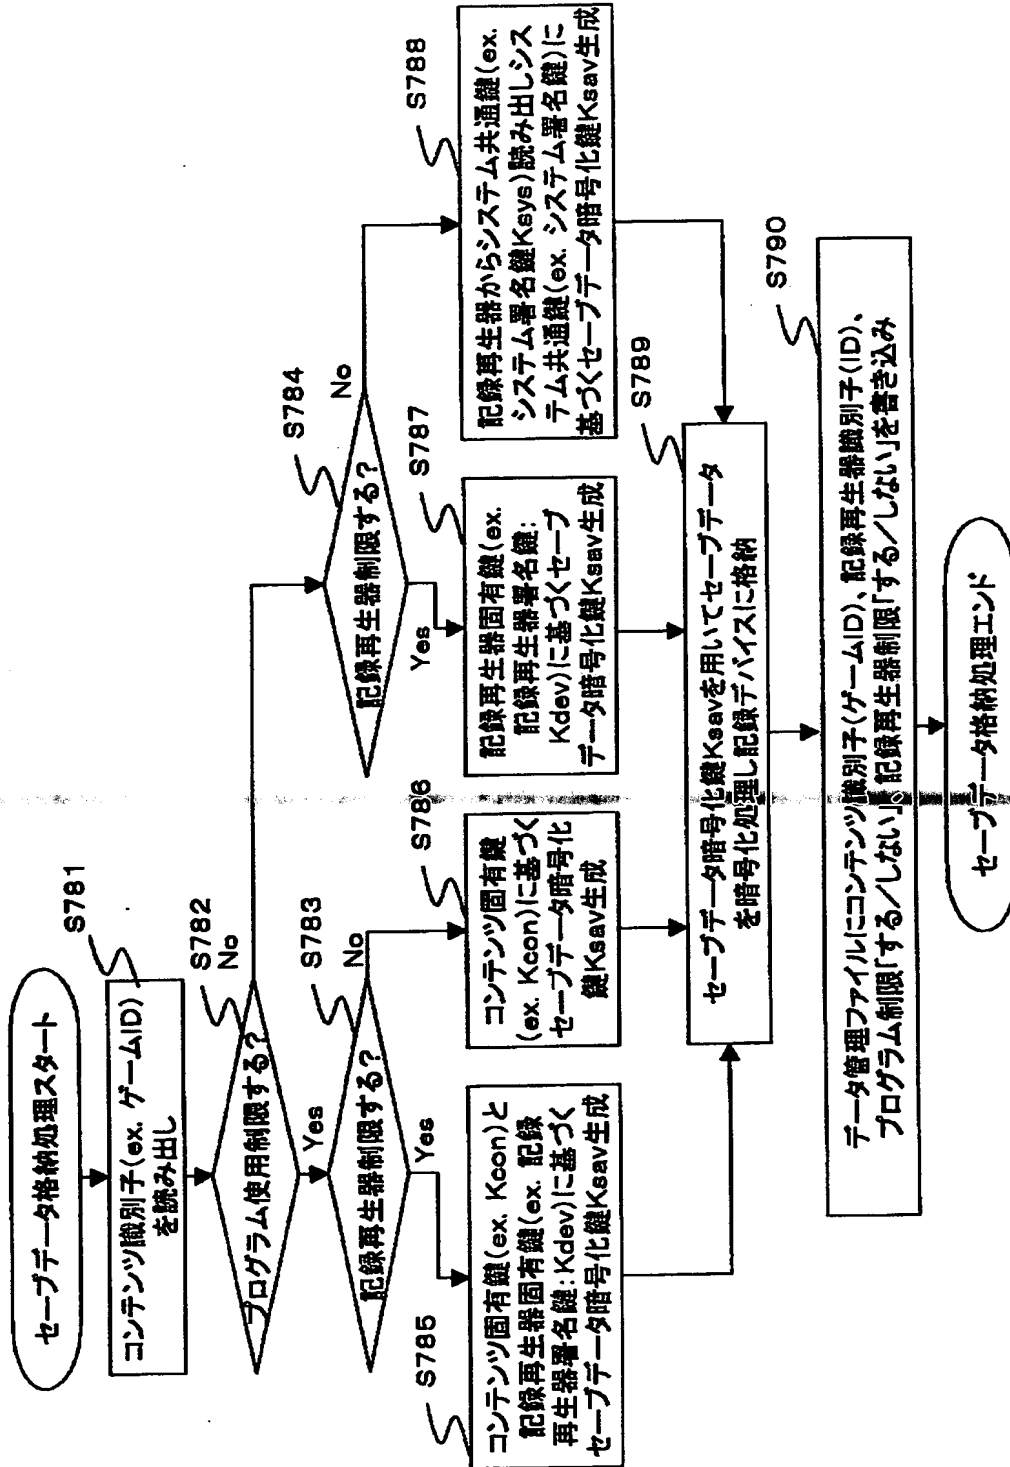 セーブデータ格納処理スタート
S781
コンテンツ識別子(ex. ゲームID)
を読み出し
S782
プログラム使用制限する?
No
Yes
S783
記録再生器制限する?
No
Yes
S784
記録再生器制限する?
No
Yes
S785
コンテンツ固有鍵(ex. Kcon)と
記録再生器固有鍵(ex. 記録
再生器署名鍵:Kdev)に基づく
セーブデータ暗号化鍵Ksav生成
S786
コンテンツ固有鍵
(ex. Kcon)に基づく
セーブデータ暗号化
鍵Ksav生成
S787
記録再生器固有鍵(ex.
記録再生器署名鍵:
Kdev)に基づくセーブ
データ暗号化鍵Ksav生成
S788
記録再生器からシステム共通鍵(ex.
システム署名鍵Ksys)読み出しシス
テム共通鍵(ex. システム署名鍵)に
基づくセーブデータ暗号化鍵Ksav生成
S789
セーブデータ暗号化鍵Ksavを用いてセーブデータ
を暗号化処理し記録デバイスに格納
S790
データ管理ファイルにコンテンツ識別子(ゲームID)、記録再生器識別子(ID)、
プログラム制限「する/しない」、記録再生器制限「する/しない」を書き込み
セーブデータ格納処理エンド